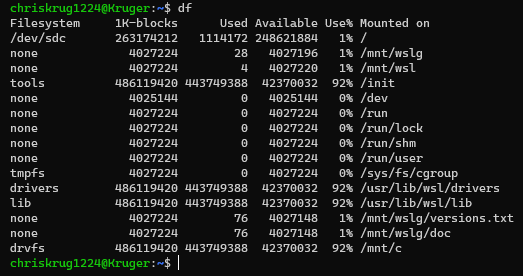 chriskrug1224@Kruger:~$ df
Filesystem     1K-blocks      Used Available Use% Mounted on
/dev/sdc       263174212   1114172 248621884   1% /
none             4027224        28   4027196   1% /mnt/wslg
none             4027224         4   4027220   1% /mnt/wsl
tools          486119420 443749388  42370032  92% /init
none             4025144         0   4025144   0% /dev
none             4027224         0   4027224   0% /run
none             4027224         0   4027224   0% /run/lock
none             4027224         0   4027224   0% /run/shm
none             4027224         0   4027224   0% /run/user
tmpfs            4027224         0   4027224   0% /sys/fs/cgroup
drivers        486119420 443749388  42370032  92% /usr/lib/wsl/drivers
lib            486119420 443749388  42370032  92% /usr/lib/wsl/lib
none             4027224        76   4027148   1% /mnt/wslg/versions.txt
none             4027224        76   4027148   1% /mnt/wslg/doc
drvfs          486119420 443749388  42370032  92% /mnt/c
chriskrug1224@Kruger:~$